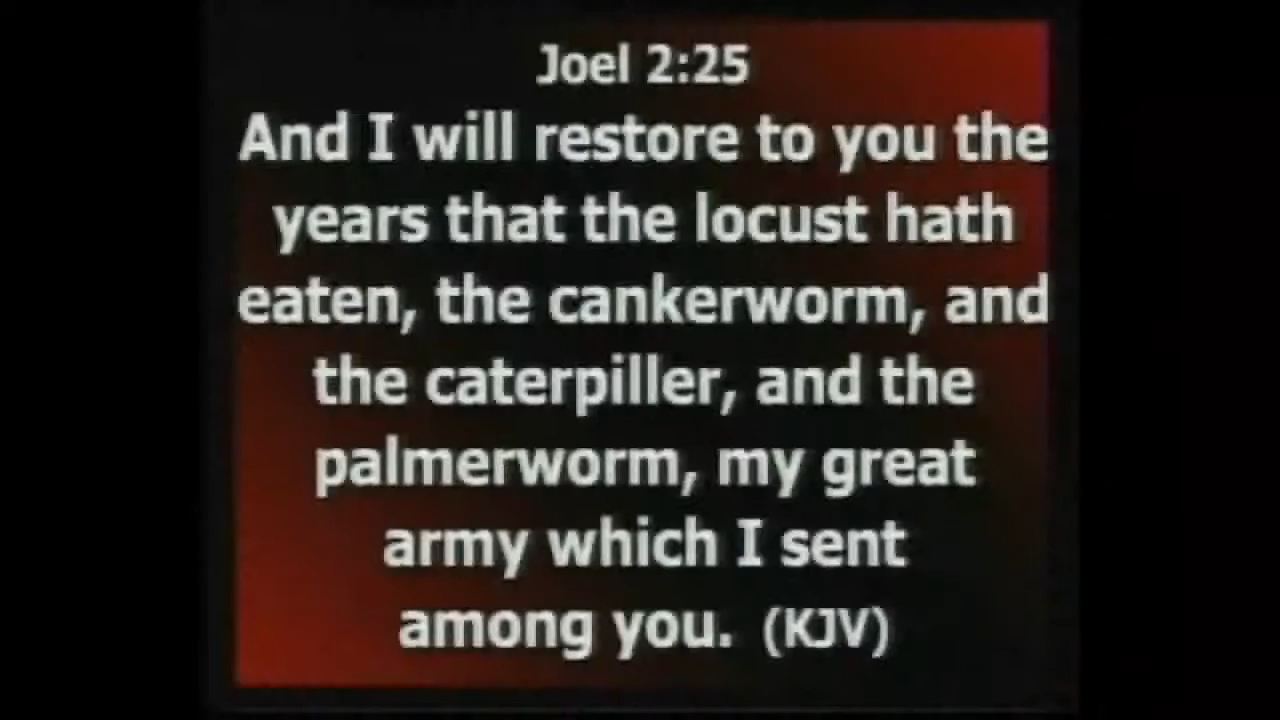 Joel 2:25
And I will restore to you the
years that the locust hath
eaten, the cankerworm, and
the caterpiller, and the
palmerworm, my great
army which I sent
among you. (KJV)